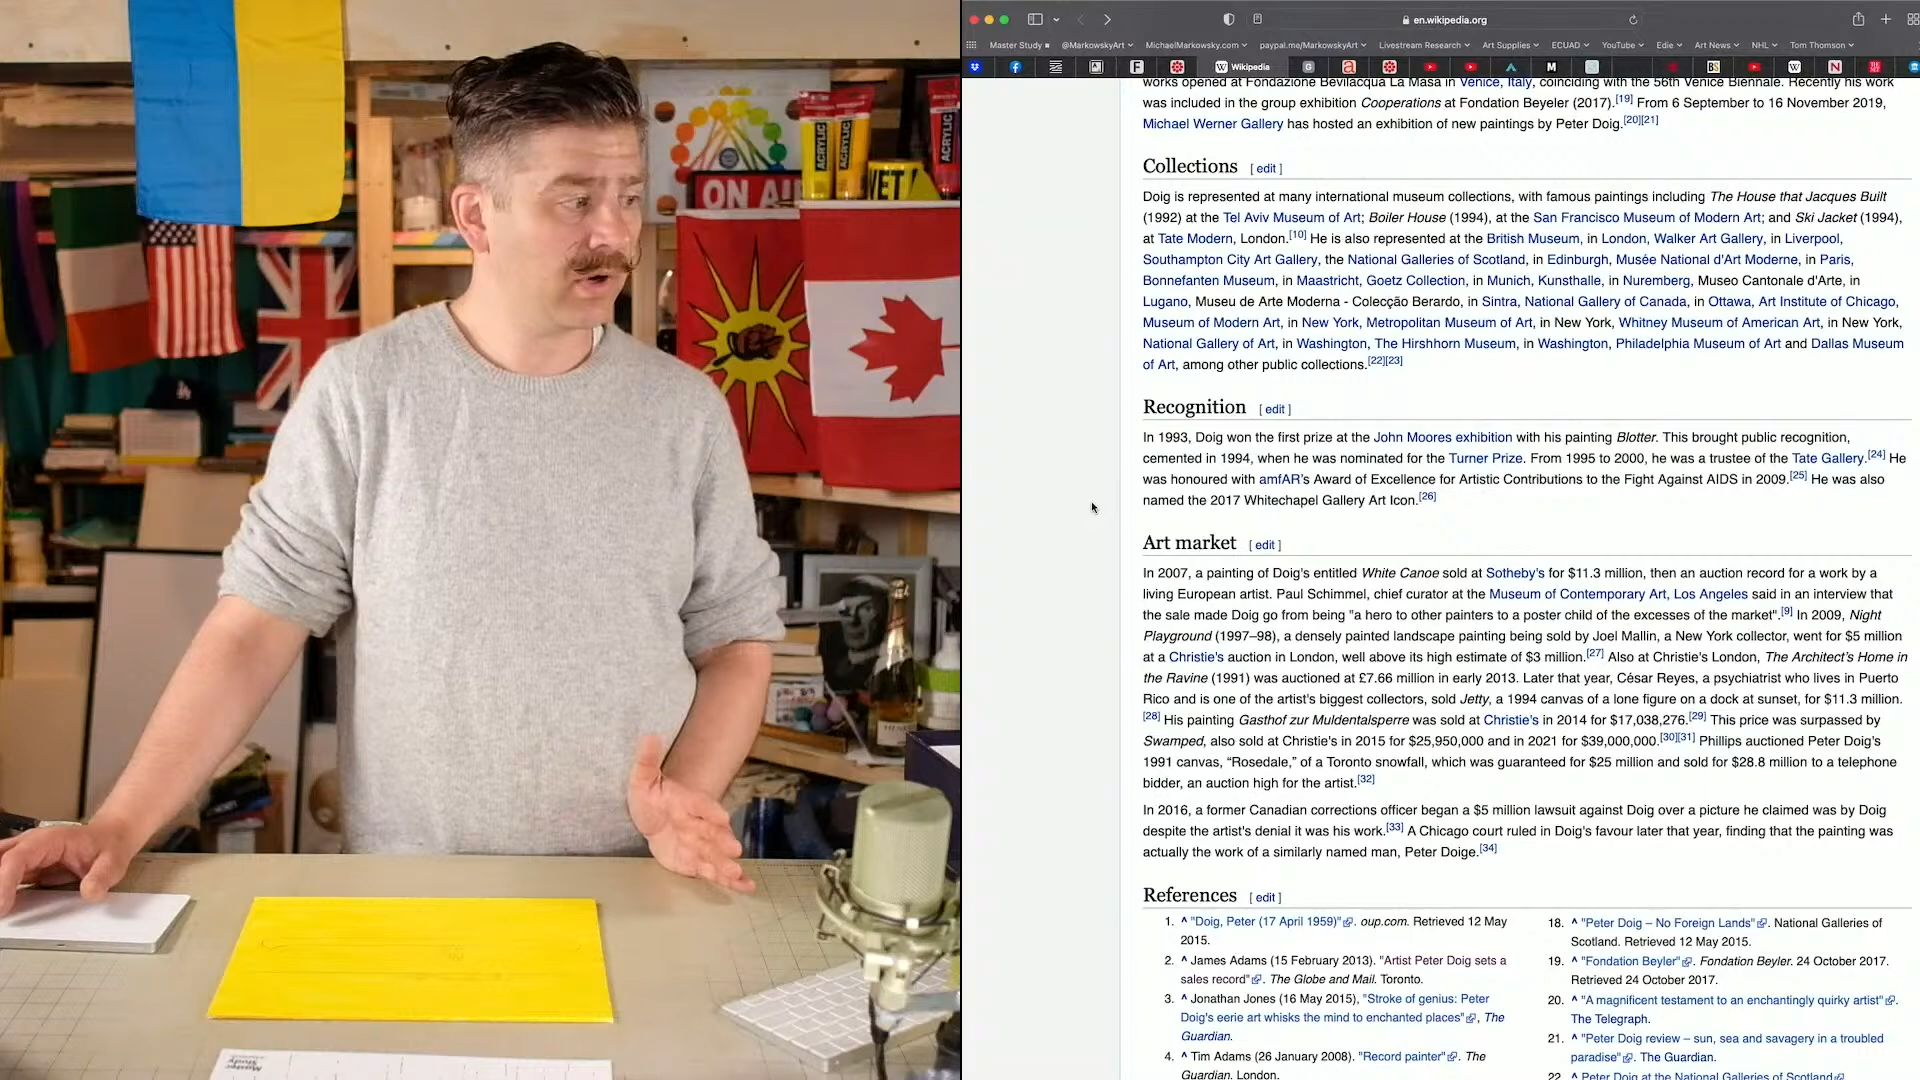 ACRYLIC
ACRYLIC
ACRYLIC
WET!
ON AI
LA
Master
Study
en.wikipedia.org
Master Study
@MarkowskyArt
MichaelMarkowsky.com
paypal.me/MarkowskyArt
Livestream Research
Art Supplies
ECUAD
YouTube
Edie
Art News
NHL
Tom Thomson
W Wikipedia
works opened at Fondazione Bevilacqua La Masa in Venice, Italy, coinciding with the 56th Venice Biennale. Recently his work
was included in the group exhibition Cooperations at Fondation Beyeler (2017).[19] From 6 September to 16 November 2019,
Michael Werner Gallery has hosted an exhibition of new paintings by Peter Doig.[20][21]
Collections [ edit ]
Doig is represented at many international museum collections, with famous paintings including The House that Jacques Built
(1992) at the Tel Aviv Museum of Art; Boiler House (1994), at the San Francisco Museum of Modern Art; and Ski Jacket (1994),
at Tate Modern, London.[10] He is also represented at the British Museum, in London, Walker Art Gallery, in Liverpool,
Southampton City Art Gallery, the National Galleries of Scotland, in Edinburgh, Musée National d'Art Moderne, in Paris,
Bonnefanten Museum, in Maastricht, Goetz Collection, in Munich, Kunsthalle, in Nuremberg, Museo Cantonale d'Arte, in
Lugano, Museu de Arte Moderna - Colecção Berardo, in Sintra, National Gallery of Canada, in Ottawa, Art Institute of Chicago,
Museum of Modern Art, in New York, Metropolitan Museum of Art, in New York, Whitney Museum of American Art, in New York,
National Gallery of Art, in Washington, The Hirshhorn Museum, in Washington, Philadelphia Museum of Art and Dallas Museum
of Art, among other public collections.[22][23]
Recognition [ edit ]
In 1993, Doig won the first prize at the John Moores exhibition with his painting Blotter. This brought public recognition,
cemented in 1994, when he was nominated for the Turner Prize. From 1995 to 2000, he was a trustee of the Tate Gallery.[24] He
was honoured with amfAR's Award of Excellence for Artistic Contributions to the Fight Against AIDS in 2009.[25] He was also
named the 2017 Whitechapel Gallery Art Icon.[26]
Art market [ edit ]
In 2007, a painting of Doig's entitled White Canoe sold at Sotheby's for $11.3 million, then an auction record for a work by a
living European artist. Paul Schimmel, chief curator at the Museum of Contemporary Art, Los Angeles said in an interview that
the sale made Doig go from being "a hero to other painters to a poster child of the excesses of the market".[9] In 2009, Night
Playground (1997–98), a densely painted landscape painting being sold by Joel Mallin, a New York collector, went for $5 million
at a Christie's auction in London, well above its high estimate of $3 million.[27] Also at Christie's London, The Architect's Home in
the Ravine (1991) was auctioned at £7.66 million in early 2013. Later that year, César Reyes, a psychiatrist who lives in Puerto
Rico and is one of the artist's biggest collectors, sold Jetty, a 1994 canvas of a lone figure on a dock at sunset, for $11.3 million.
[28] His painting Gasthof zur Muldentalsperre was sold at Christie's in 2014 for $17,038,276.[29] This price was surpassed by
Swamped, also sold at Christie's in 2015 for $25,950,000 and in 2021 for $39,000,000.[30][31] Phillips auctioned Peter Doig's
1991 canvas, “Rosedale,” of a Toronto snowfall, which was guaranteed for $25 million and sold for $28.8 million to a telephone
bidder, an auction high for the artist.[32]
In 2016, a former Canadian corrections officer began a $5 million lawsuit against Doig over a picture he claimed was by Doig
despite the artist's denial it was his work.[33] A Chicago court ruled in Doig's favour later that year, finding that the painting was
actually the work of a similarly named man, Peter Doige.[34]
References [ edit ]
1. ^ "Doig, Peter (17 April 1959)". oup.com. Retrieved 12 May
2015.
2. ^ James Adams (15 February 2013). "Artist Peter Doig sets a
sales record". The Globe and Mail. Toronto.
3. ^ Jonathan Jones (16 May 2015), "Stroke of genius: Peter
Doig's eerie art whisks the mind to enchanted places", The
Guardian.
4. ^ Tim Adams (26 January 2008). "Record painter". The
Guardian. London.
18. ^ "Peter Doig – No Foreign Lands". National Galleries of
Scotland. Retrieved 12 May 2015.
19. ^ "Fondation Beyler". Fondation Beyler. 24 October 2017.
Retrieved 24 October 2017.
20. ^ "A magnificent testament to an enchantingly quirky artist".
The Telegraph.
21. ^ "Peter Doig review – sun, sea and savagery in a troubled
paradise". The Guardian.
22. ^ Peter Doig at the National Galleries of Scotland